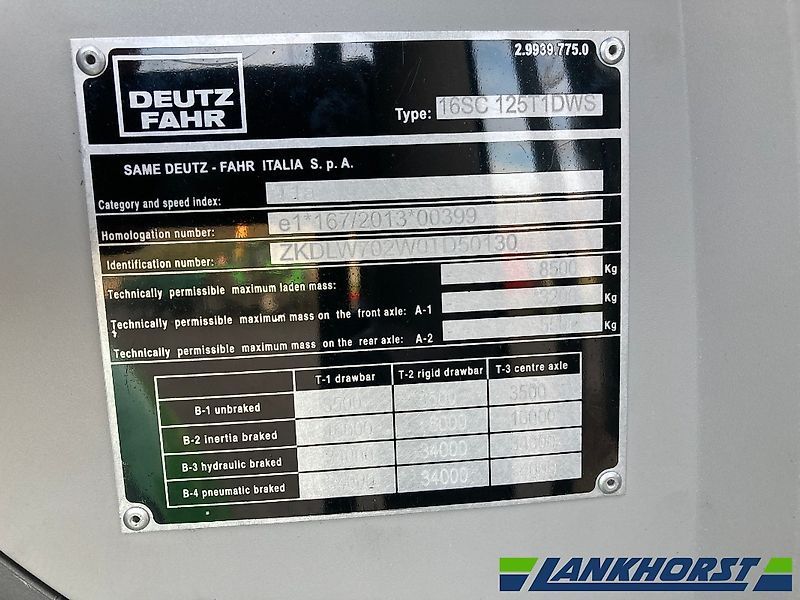 2.9939.775.0
DEUTZ
FAHR
Type: 16SC 125T1DWS
SAME DEUTZ - FAHR ITALIA S. p A.
Category and speed index:
Homologation number: e1*167/2013*00399
Identification number: ZKDLW702W01D50130
Technically permissible maximum laden mass: 8500 Kg
Technically permissible maximum mass on the front axle: A-1 Kg
Technically permissible maximum mass on the rear axle: A-2 Kg
T-1 drawbar T-2 rigid drawbar T-3 centre axle
B-1 unbraked 3500 3500 3500
B-2 inertia braked 16000
B-3 hydraulic braked 34000
B-4 pneumatic braked 34000
LANKHORST